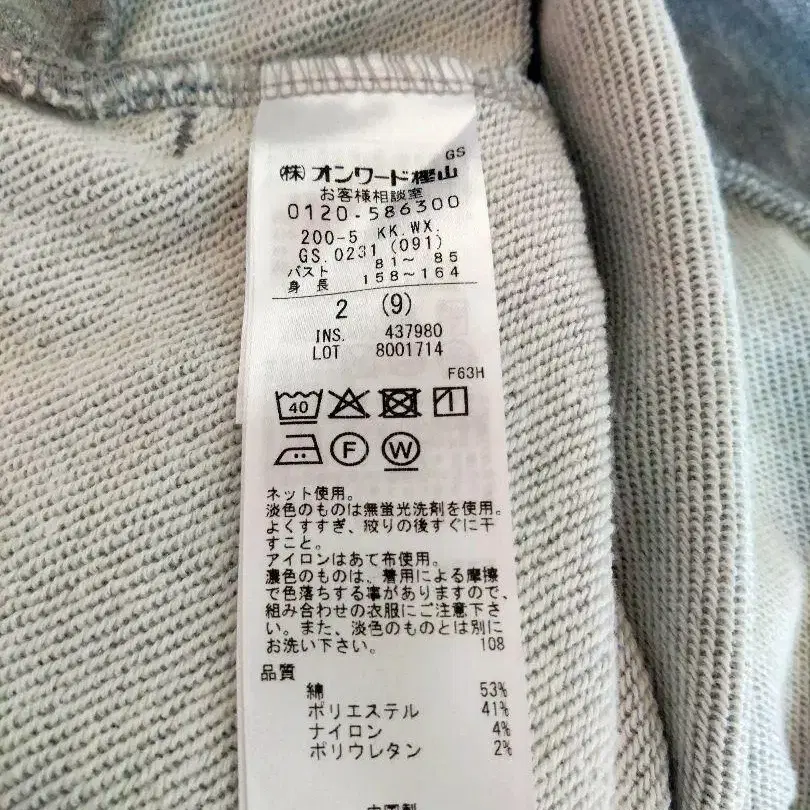 GS
㈱オンワード樫山
お客様相談室
0120-586300
200-5 KK.WX.
GS.0231 (091)
バスト 81～ 85
身長 158～164
2 (9)
INS. 437980
LOT 8001714
F63H
40
F W
ネット使用。
淡色のものは無蛍光洗剤を使用。
よくすすぎ、絞りの後すぐに干
すこと。
アイロンはあて布使用。
濃色のものは、着用による摩擦
で色落ちする事がありますので、
組み合わせの衣服にご注意下さ
い。また、淡色のものとは別に
お洗い下さい。 108
品質
綿 53%
ポリエステル 41%
ナイロン 4%
ポリウレタン 2%
中国製